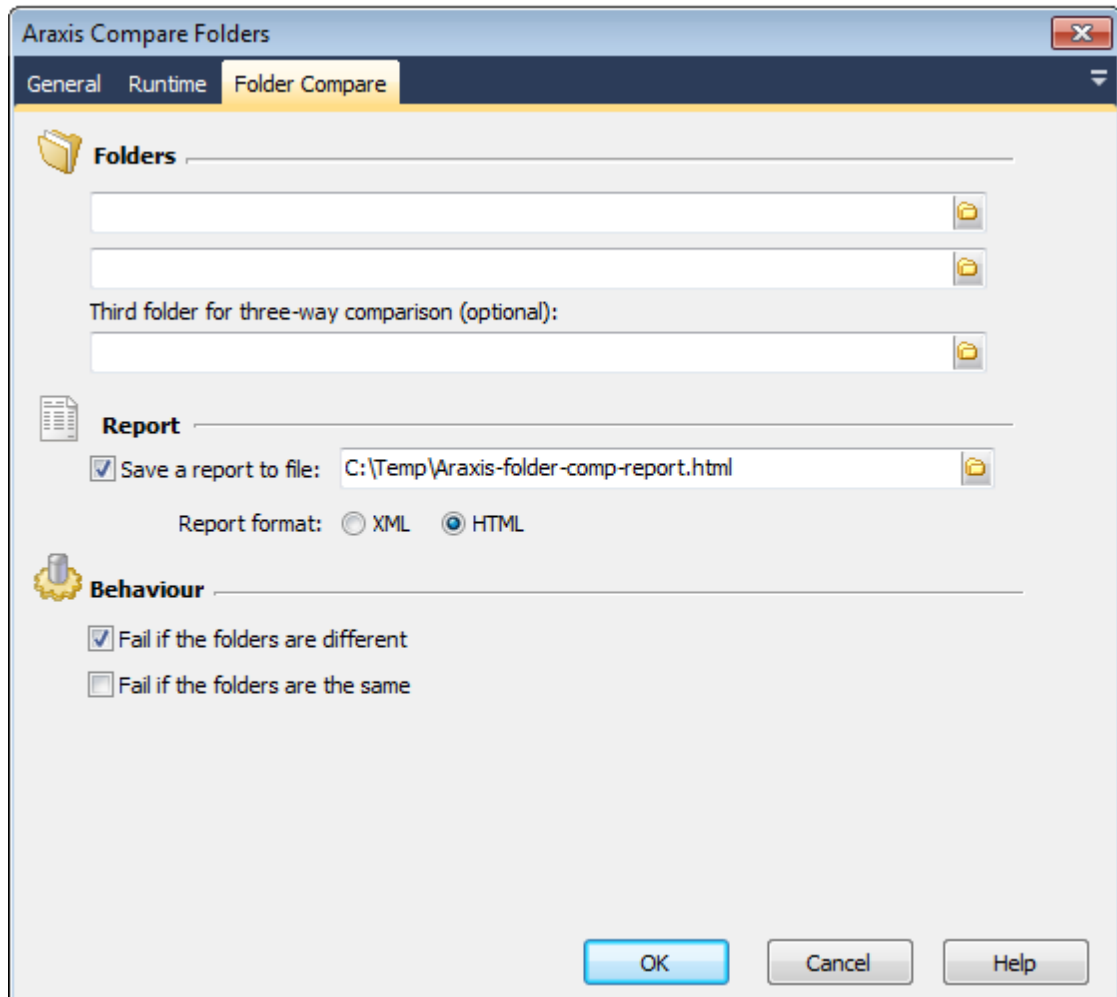 Araxis Compare Folders
General Runtime Folder Compare
Folders
Third folder for three-way comparison (optional):
Report
Save a report to file: C:\Temp\Araxis-folder-comp-report.html
Report format: XML HTML
Behaviour
Fail if the folders are different
Fail if the folders are the same
OK Cancel Help